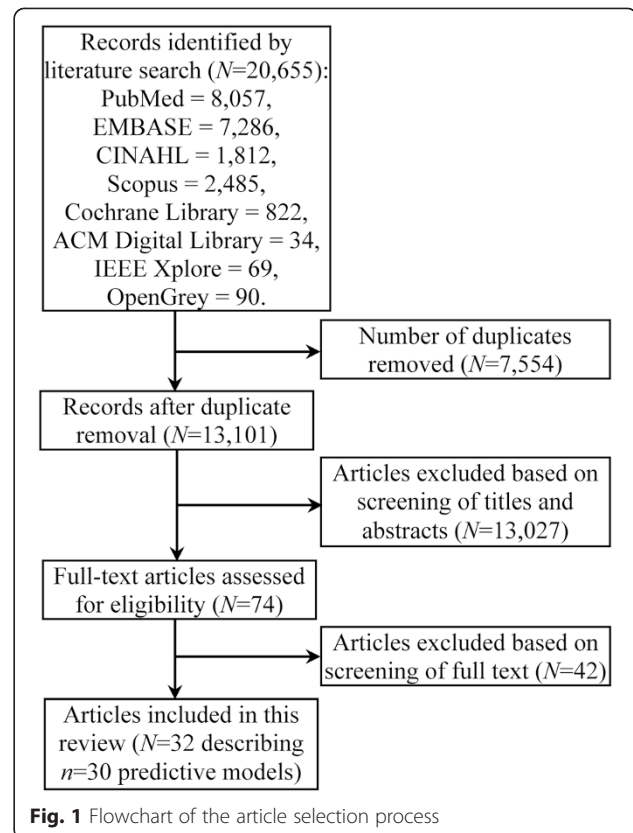 Records identified by
literature search (N=20,655):
PubMed = 8,057,
EMBASE = 7,286,
CINAHL = 1,812,
Scopus = 2,485,
Cochrane Library = 822,
ACM Digital Library = 34,
IEEE Xplore = 69,
OpenGrey = 90.
Number of duplicates
removed (N=7,554)
Records after duplicate
removal (N=13,101)
Articles excluded based on
screening of titles and
abstracts (N=13,027)
Full-text articles assessed
for eligibility (N=74)
Articles excluded based on
screening of full text (N=42)
Articles included in this
review (N=32 describing
n=30 predictive models)
Fig. 1 Flowchart of the article selection process